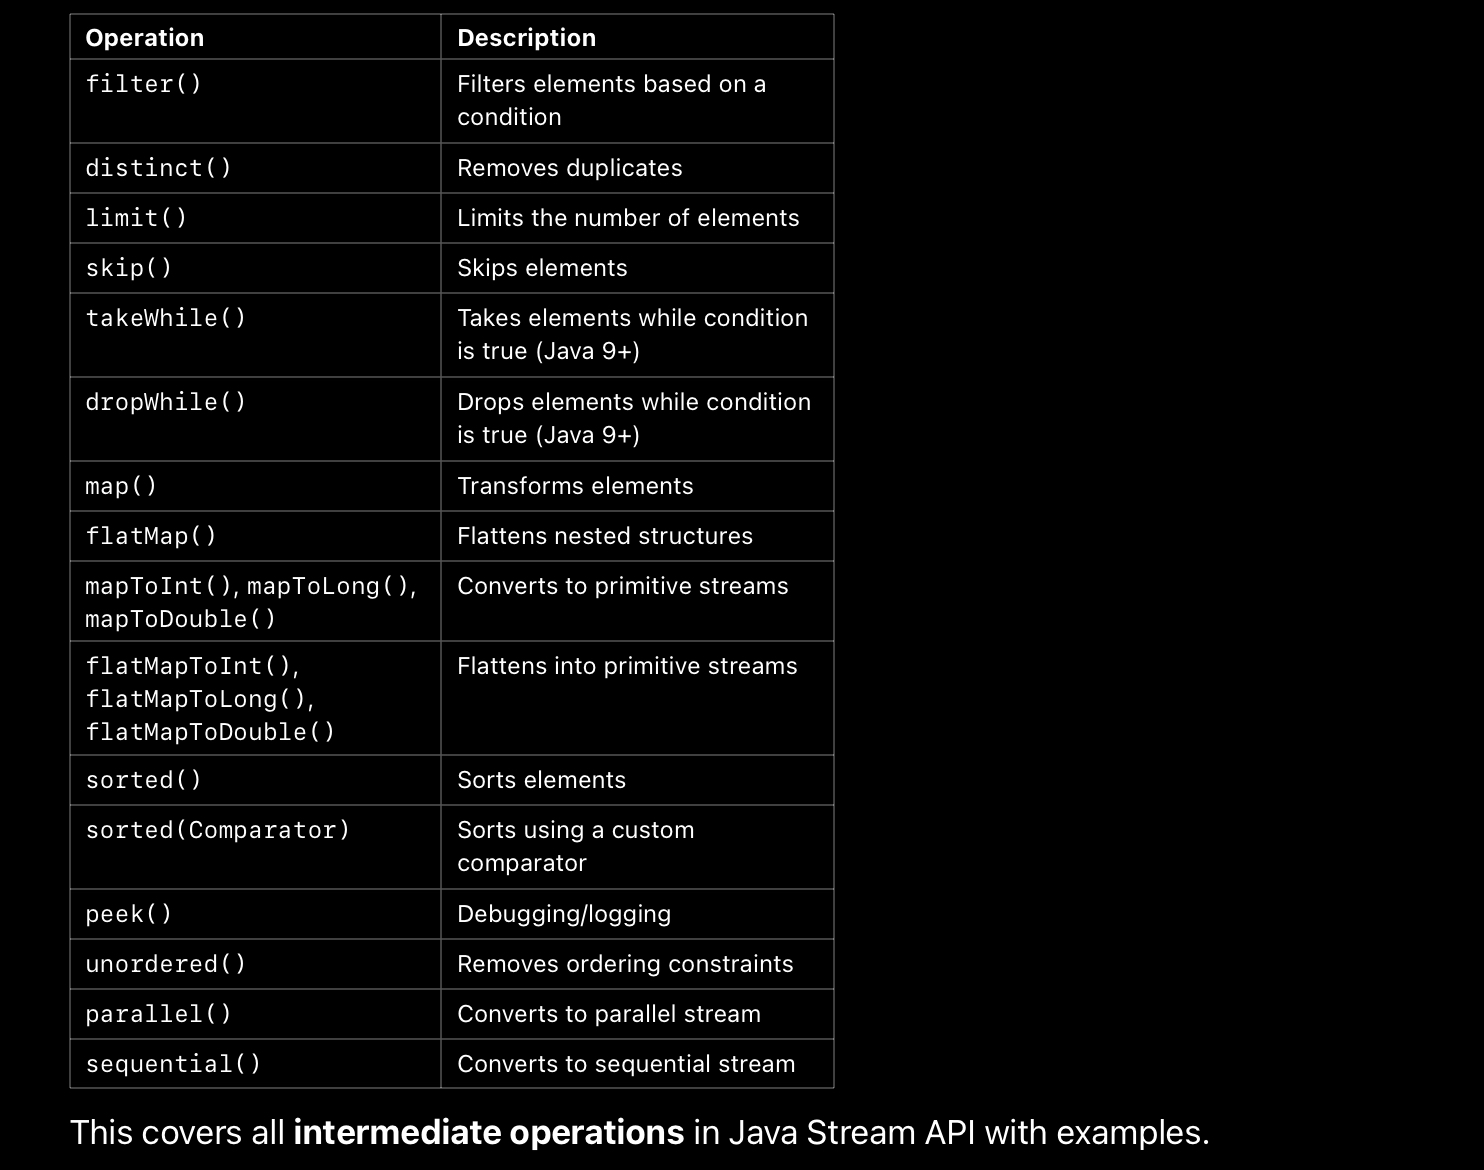 Operation Description
filter() Filters elements based on a
condition
distinct() Removes duplicates
limit() Limits the number of elements
skip() Skips elements
takeWhile() Takes elements while condition
is true (Java 9+)
dropWhile() Drops elements while condition
is true (Java 9+)
map() Transforms elements
flatMap() Flattens nested structures
mapToInt(), mapToLong(), Converts to primitive streams
mapToDouble()
flatMapToInt(), Flattens into primitive streams
flatMapToLong(),
flatMapToDouble()
sorted() Sorts elements
sorted(Comparator) Sorts using a custom
comparator
peek() Debugging/logging
unordered() Removes ordering constraints
parallel() Converts to parallel stream
sequential() Converts to sequential stream
This covers all intermediate operations in Java Stream API with examples.